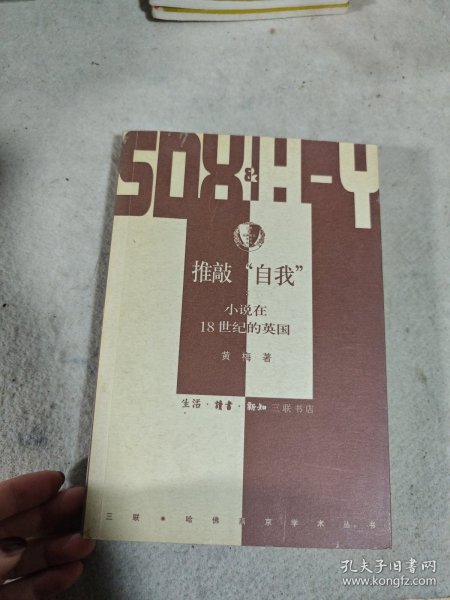 SDX&H-Y
推敲“自我”
小说在
18世纪的英国
黄梅著
生活·讀書·新知三联书店
三联·哈佛燕京学术丛书
孔夫子旧书网
www.kongfz.com